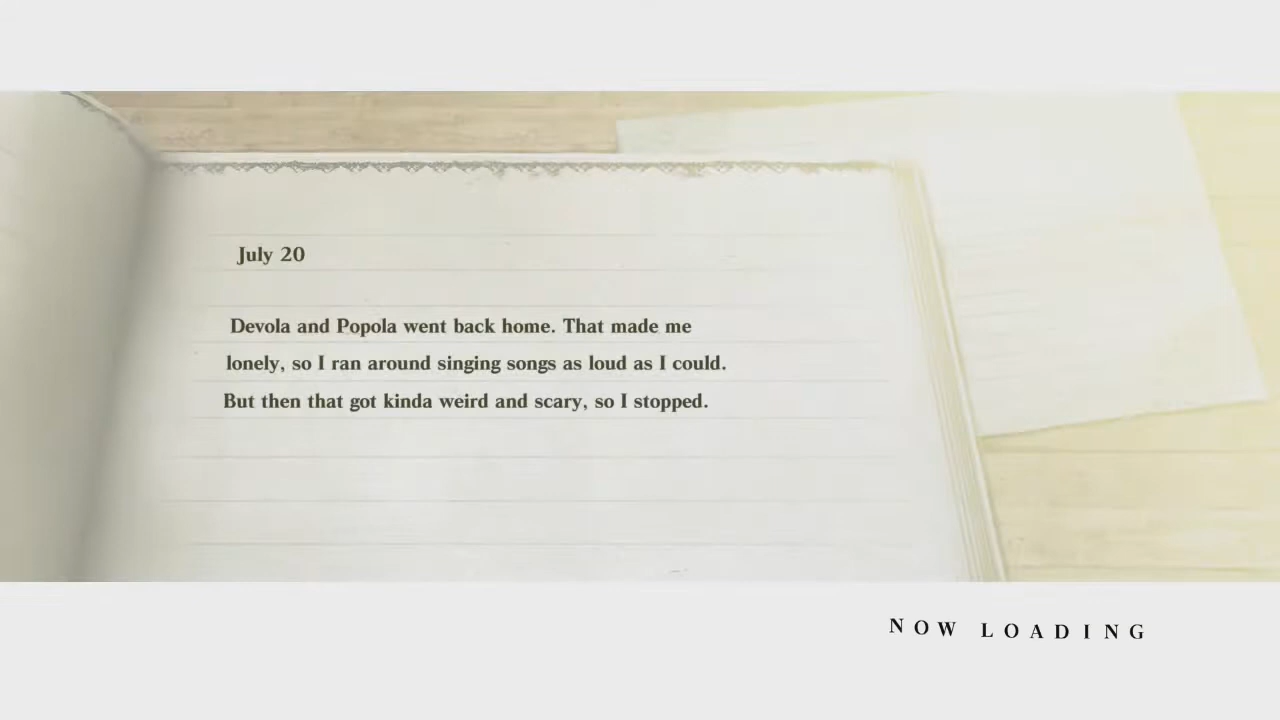 July 20
Devola and Popola went back home. That made me
lonely, so I ran around singing songs as loud as I could.
But then that got kinda weird and scary, so I stopped.
NOW LOADING